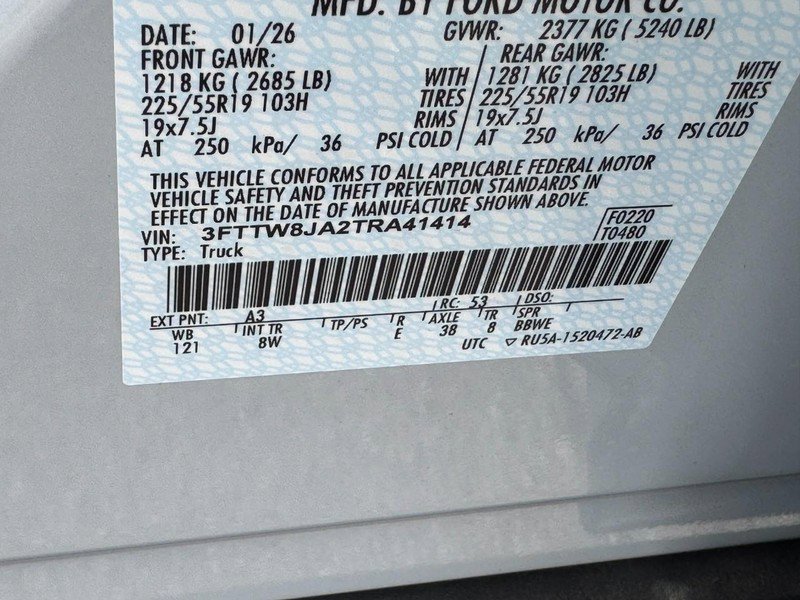 MFD. BY FORD MOTOR CO.
DATE: 01/26 GVWR: 2377 KG ( 5240 LB)
FRONT GAWR: REAR GAWR:
1218 KG ( 2685 LB) WITH 1281 KG ( 2825 LB) WITH
225/55R19 103H TIRES 225/55R19 103H TIRES
19x7.5J RIMS 19x7.5J RIMS
AT 250 kPa/ 36 PSI COLD AT 250 kPa/ 36 PSI COLD
THIS VEHICLE CONFORMS TO ALL APPLICABLE FEDERAL MOTOR
VEHICLE SAFETY AND THEFT PREVENTION STANDARDS IN
EFFECT ON THE DATE OF MANUFACTURE SHOWN ABOVE.
VIN: 3FTTW8JA2TRA41414 F0220
TYPE: Truck T0480
EXT PNT: A3 RC: 53 DSO:
WB INT TR TP/PS R AXLE TR SPR
121 8W E 38 8 BBWE
UTC ▽ RU5A-1520472-AB